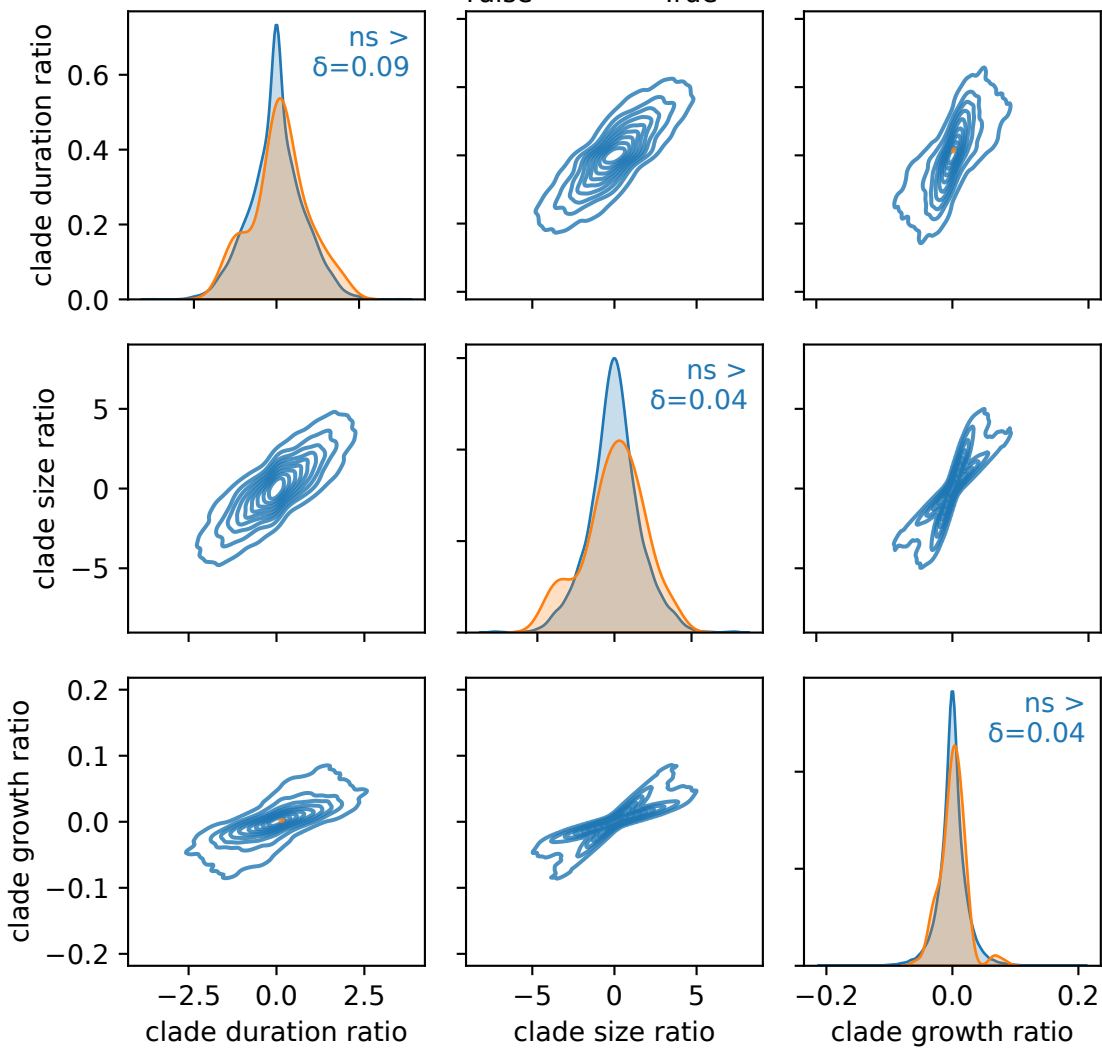 clade duration ratio
0.6
0.4
0.2
0.0
ns >
δ=0.09
clade size ratio
5
0
−5
ns >
δ=0.04
clade growth ratio
0.2
0.1
0.0
−0.1
−0.2
ns >
δ=0.04
−2.5 0.0 2.5
clade duration ratio
−5 0 5
clade size ratio
−0.2 0.0 0.2
clade growth ratio